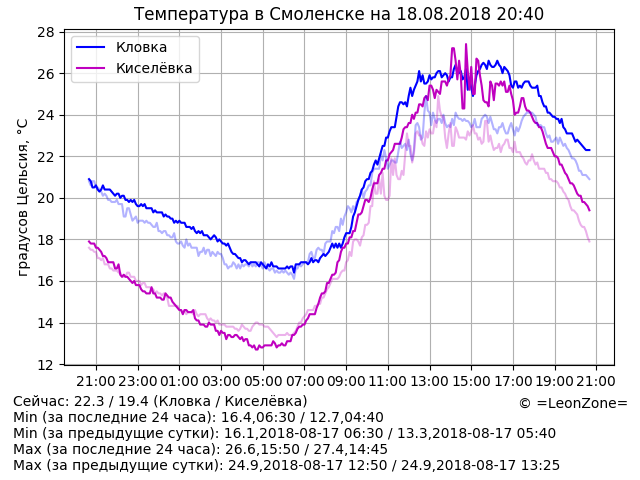 Температура в Смоленске на 18.08.2018 20:40
28
26
24
22
20
18
16
14
12
градусов Цельсия, °C
Кловка
Киселёвка
21:00 23:00 01:00 03:00 05:00 07:00 09:00 11:00 13:00 15:00 17:00 19:00 21:00
Сейчас: 22.3 / 19.4 (Кловка / Киселёвка)
© =LeonZone=
Min (за последние 24 часа): 16.4,06:30 / 12.7,04:40
Min (за предыдущие сутки): 16.1,2018-08-17 06:30 / 13.3,2018-08-17 05:40
Max (за последние 24 часа): 26.6,15:50 / 27.4,14:45
Max (за предыдущие сутки): 24.9,2018-08-17 12:50 / 24.9,2018-08-17 13:25